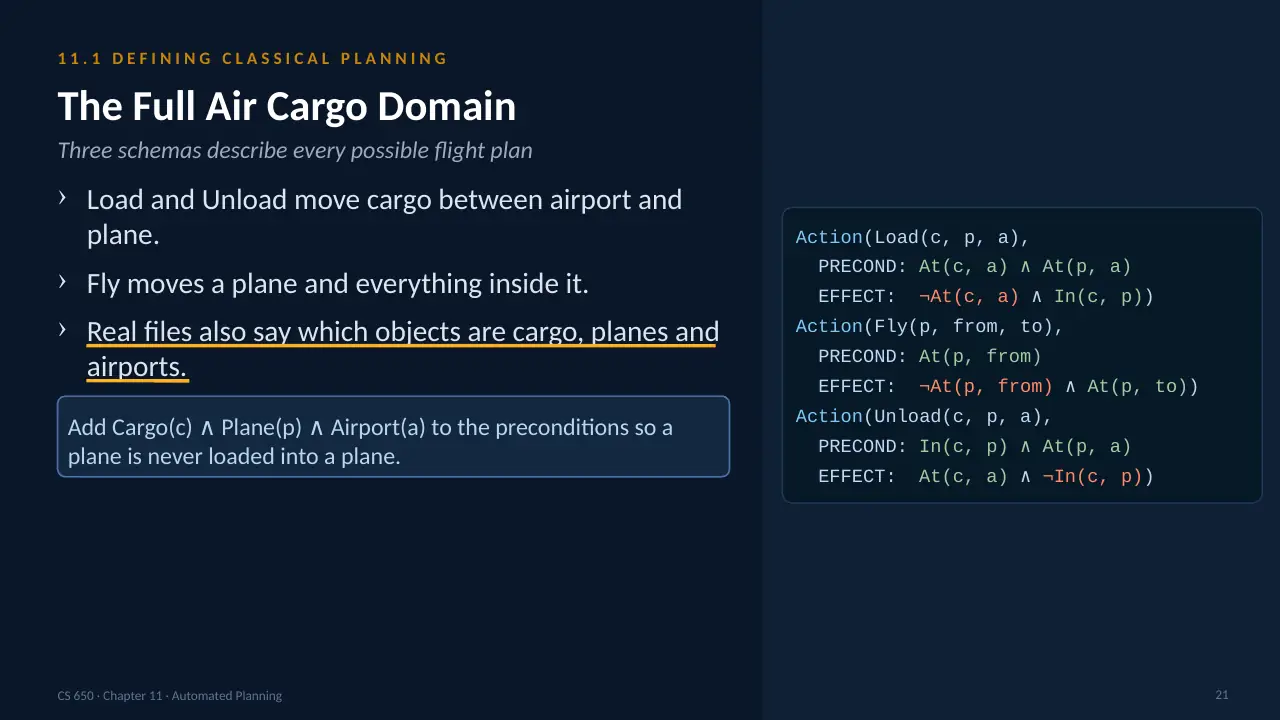 11.1 DEFINING CLASSICAL PLANNING
The Full Air Cargo Domain
Three schemas describe every possible flight plan
› Load and Unload move cargo between airport and
plane.
› Fly moves a plane and everything inside it.
› Real files also say which objects are cargo, planes and
airports.
Add Cargo(c) ∧ Plane(p) ∧ Airport(a) to the preconditions so a
plane is never loaded into a plane.
Action(Load(c, p, a),
  PRECOND: At(c, a) ∧ At(p, a)
  EFFECT:  ¬At(c, a) ∧ In(c, p))
Action(Fly(p, from, to),
  PRECOND: At(p, from)
  EFFECT:  ¬At(p, from) ∧ At(p, to))
Action(Unload(c, p, a),
  PRECOND: In(c, p) ∧ At(p, a)
  EFFECT:  At(c, a) ∧ ¬In(c, p))
CS 650 · Chapter 11 · Automated Planning
21